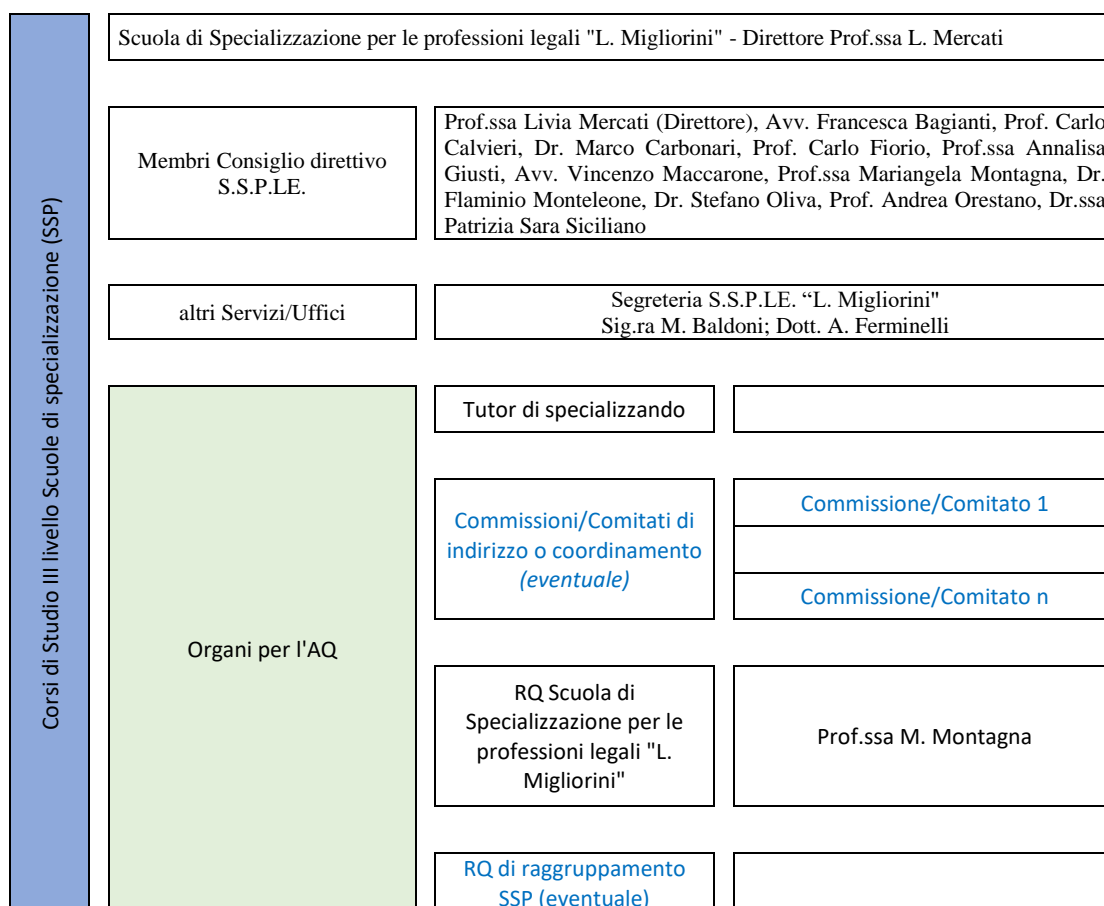 Corsi di Studio III livello Scuole di specializzazione (SSP)
Scuola di Specializzazione per le professioni legali "L. Migliorini" - Direttore Prof.ssa L. Mercati
Membri Consiglio direttivo
S.S.P.LE.
Prof.ssa Livia Mercati (Direttore), Avv. Francesca Bagianti, Prof. Carlo
Calvieri, Dr. Marco Carbonari, Prof. Carlo Fiorio, Prof.ssa Annalisa
Giusti, Avv. Vincenzo Maccarone, Prof.ssa Mariangela Montagna, Dr.
Flaminio Monteleone, Dr. Stefano Oliva, Prof. Andrea Orestano, Dr.ssa
Patrizia Sara Siciliano
altri Servizi/Uffici
Segreteria S.S.P.LE. “L. Migliorini"
Sig.ra M. Baldoni; Dott. A. Ferminelli
Organi per l'AQ
Tutor di specializzando
Commissioni/Comitati di
indirizzo o coordinamento
(eventuale)
Commissione/Comitato 1
Commissione/Comitato n
RQ Scuola di
Specializzazione per le
professioni legali "L.
Migliorini"
Prof.ssa M. Montagna
RQ di raggruppamento
SSP (eventuale)